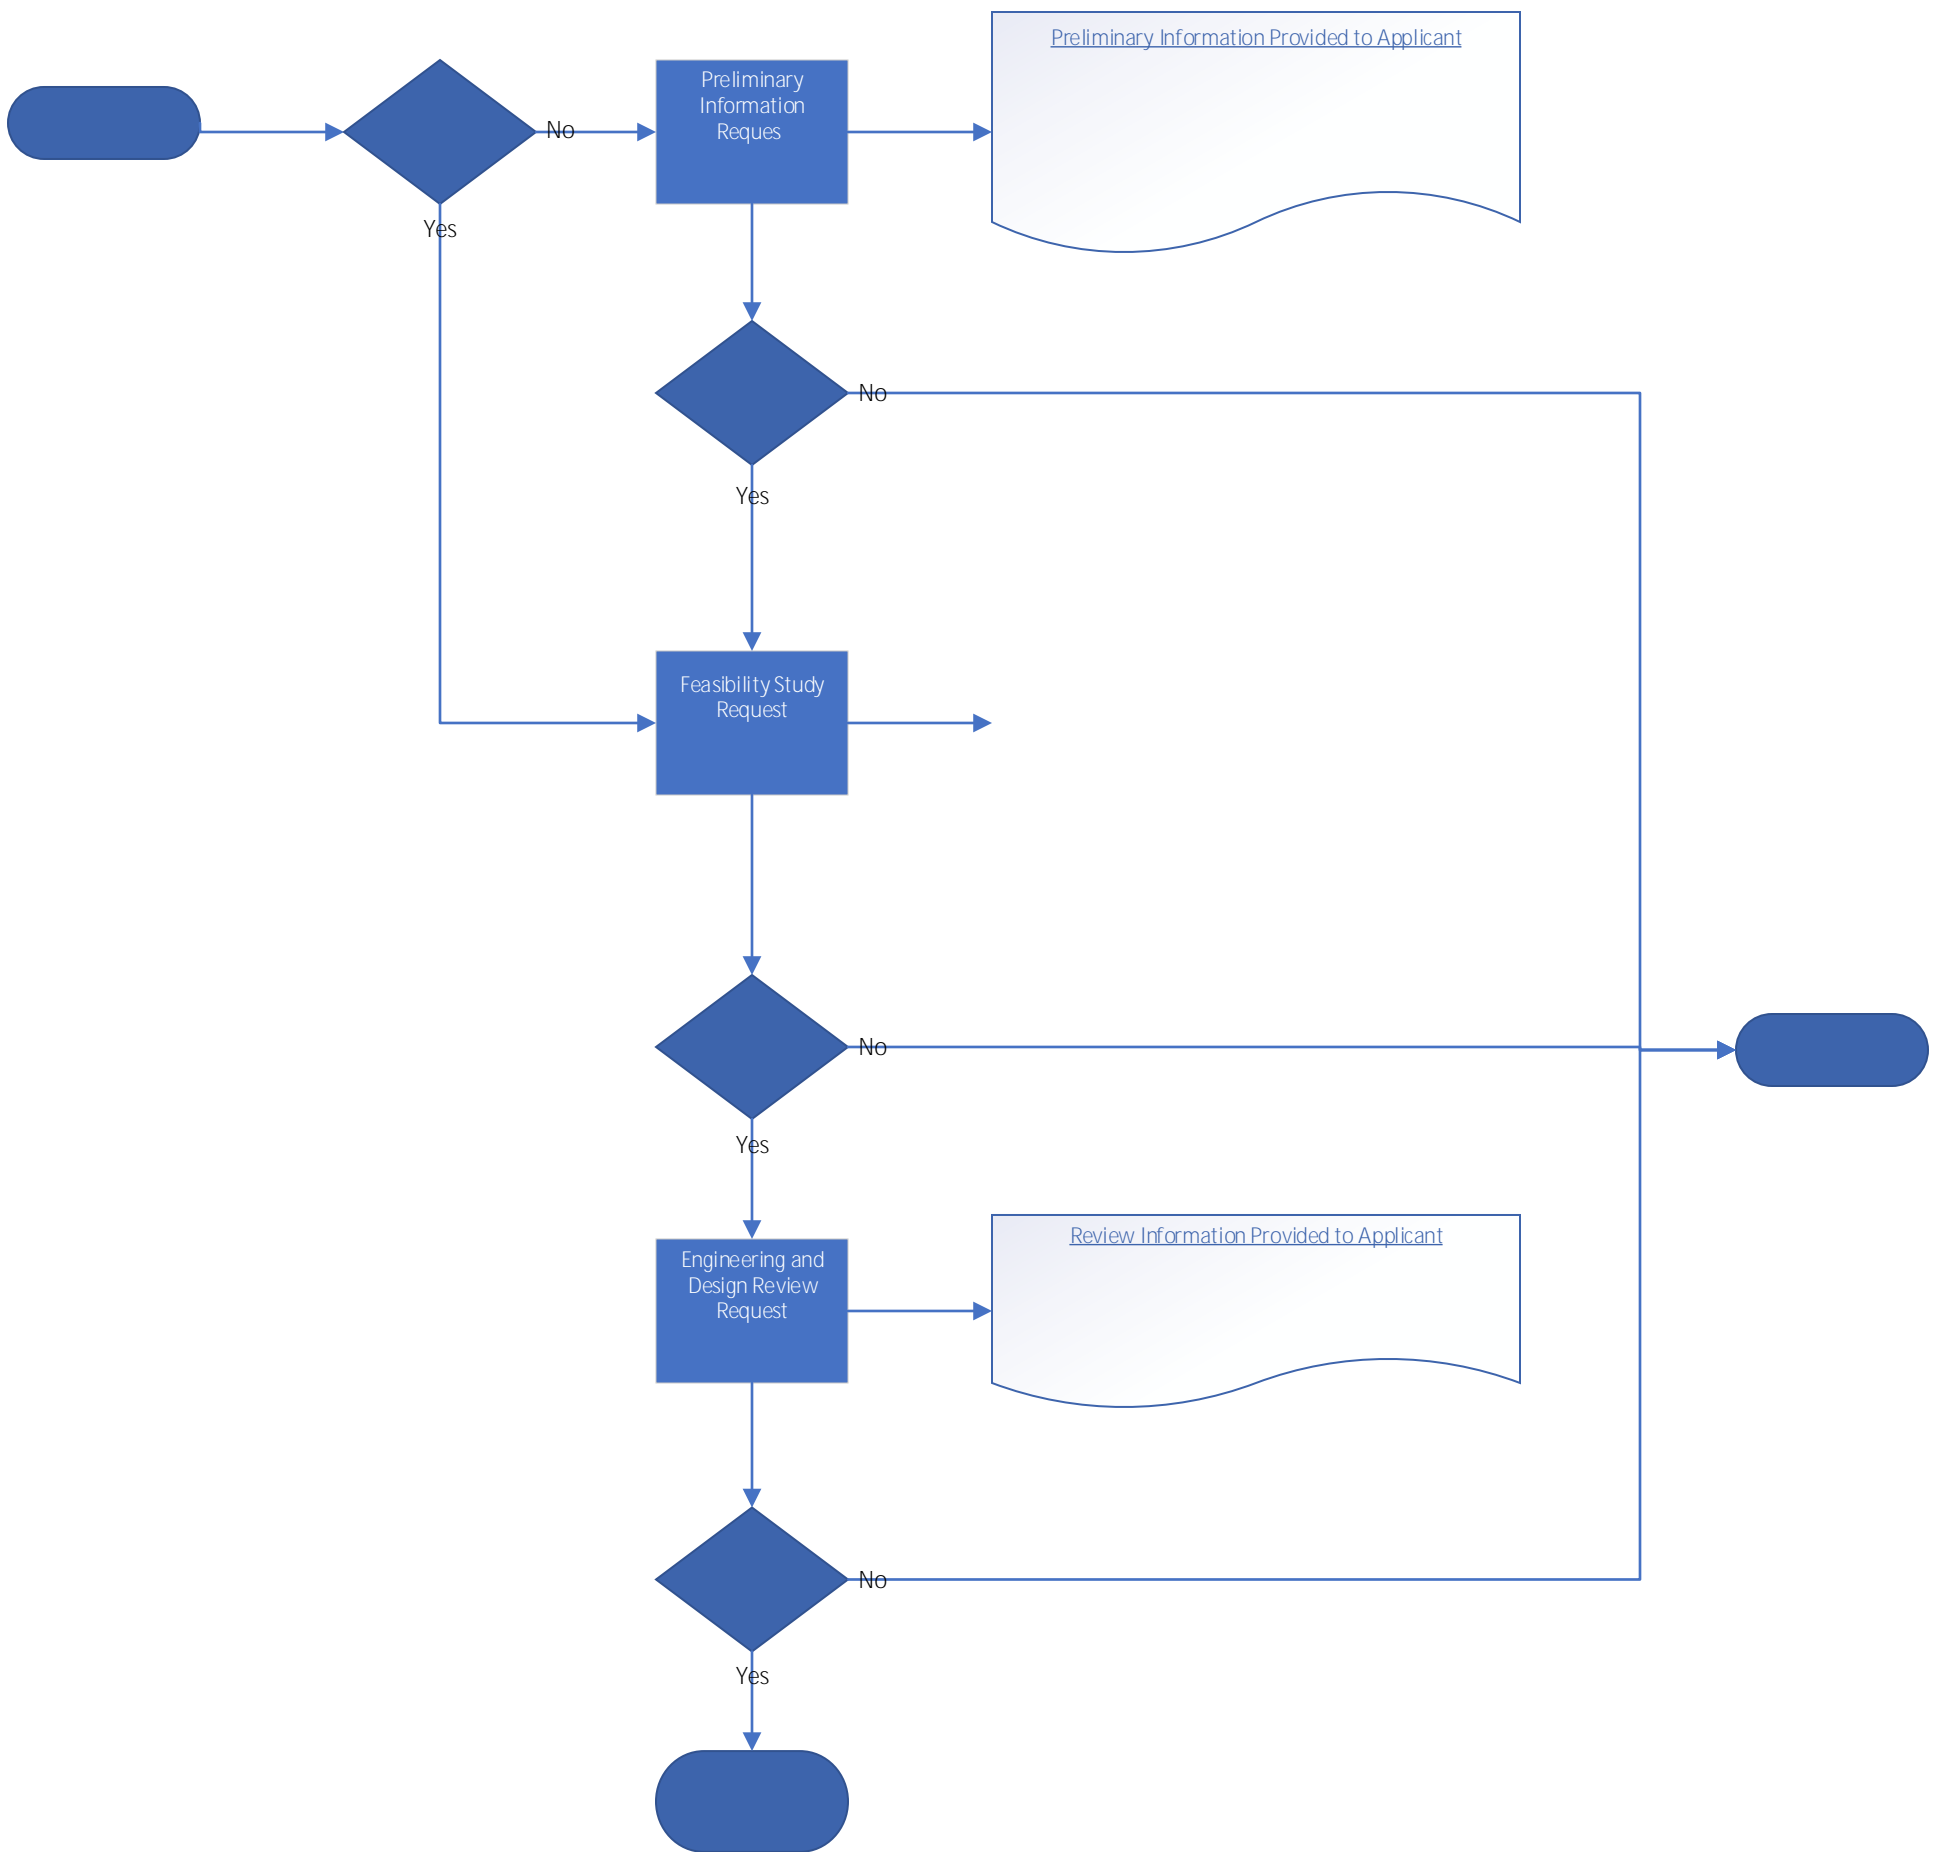 Preliminary Information Provided to Applicant
Preliminary
Information
Reques
No
Yes
No
Yes
Feasibility Study
Request
No
Yes
Review Information Provided to Applicant
Engineering and
Design Review
Request
No
Yes